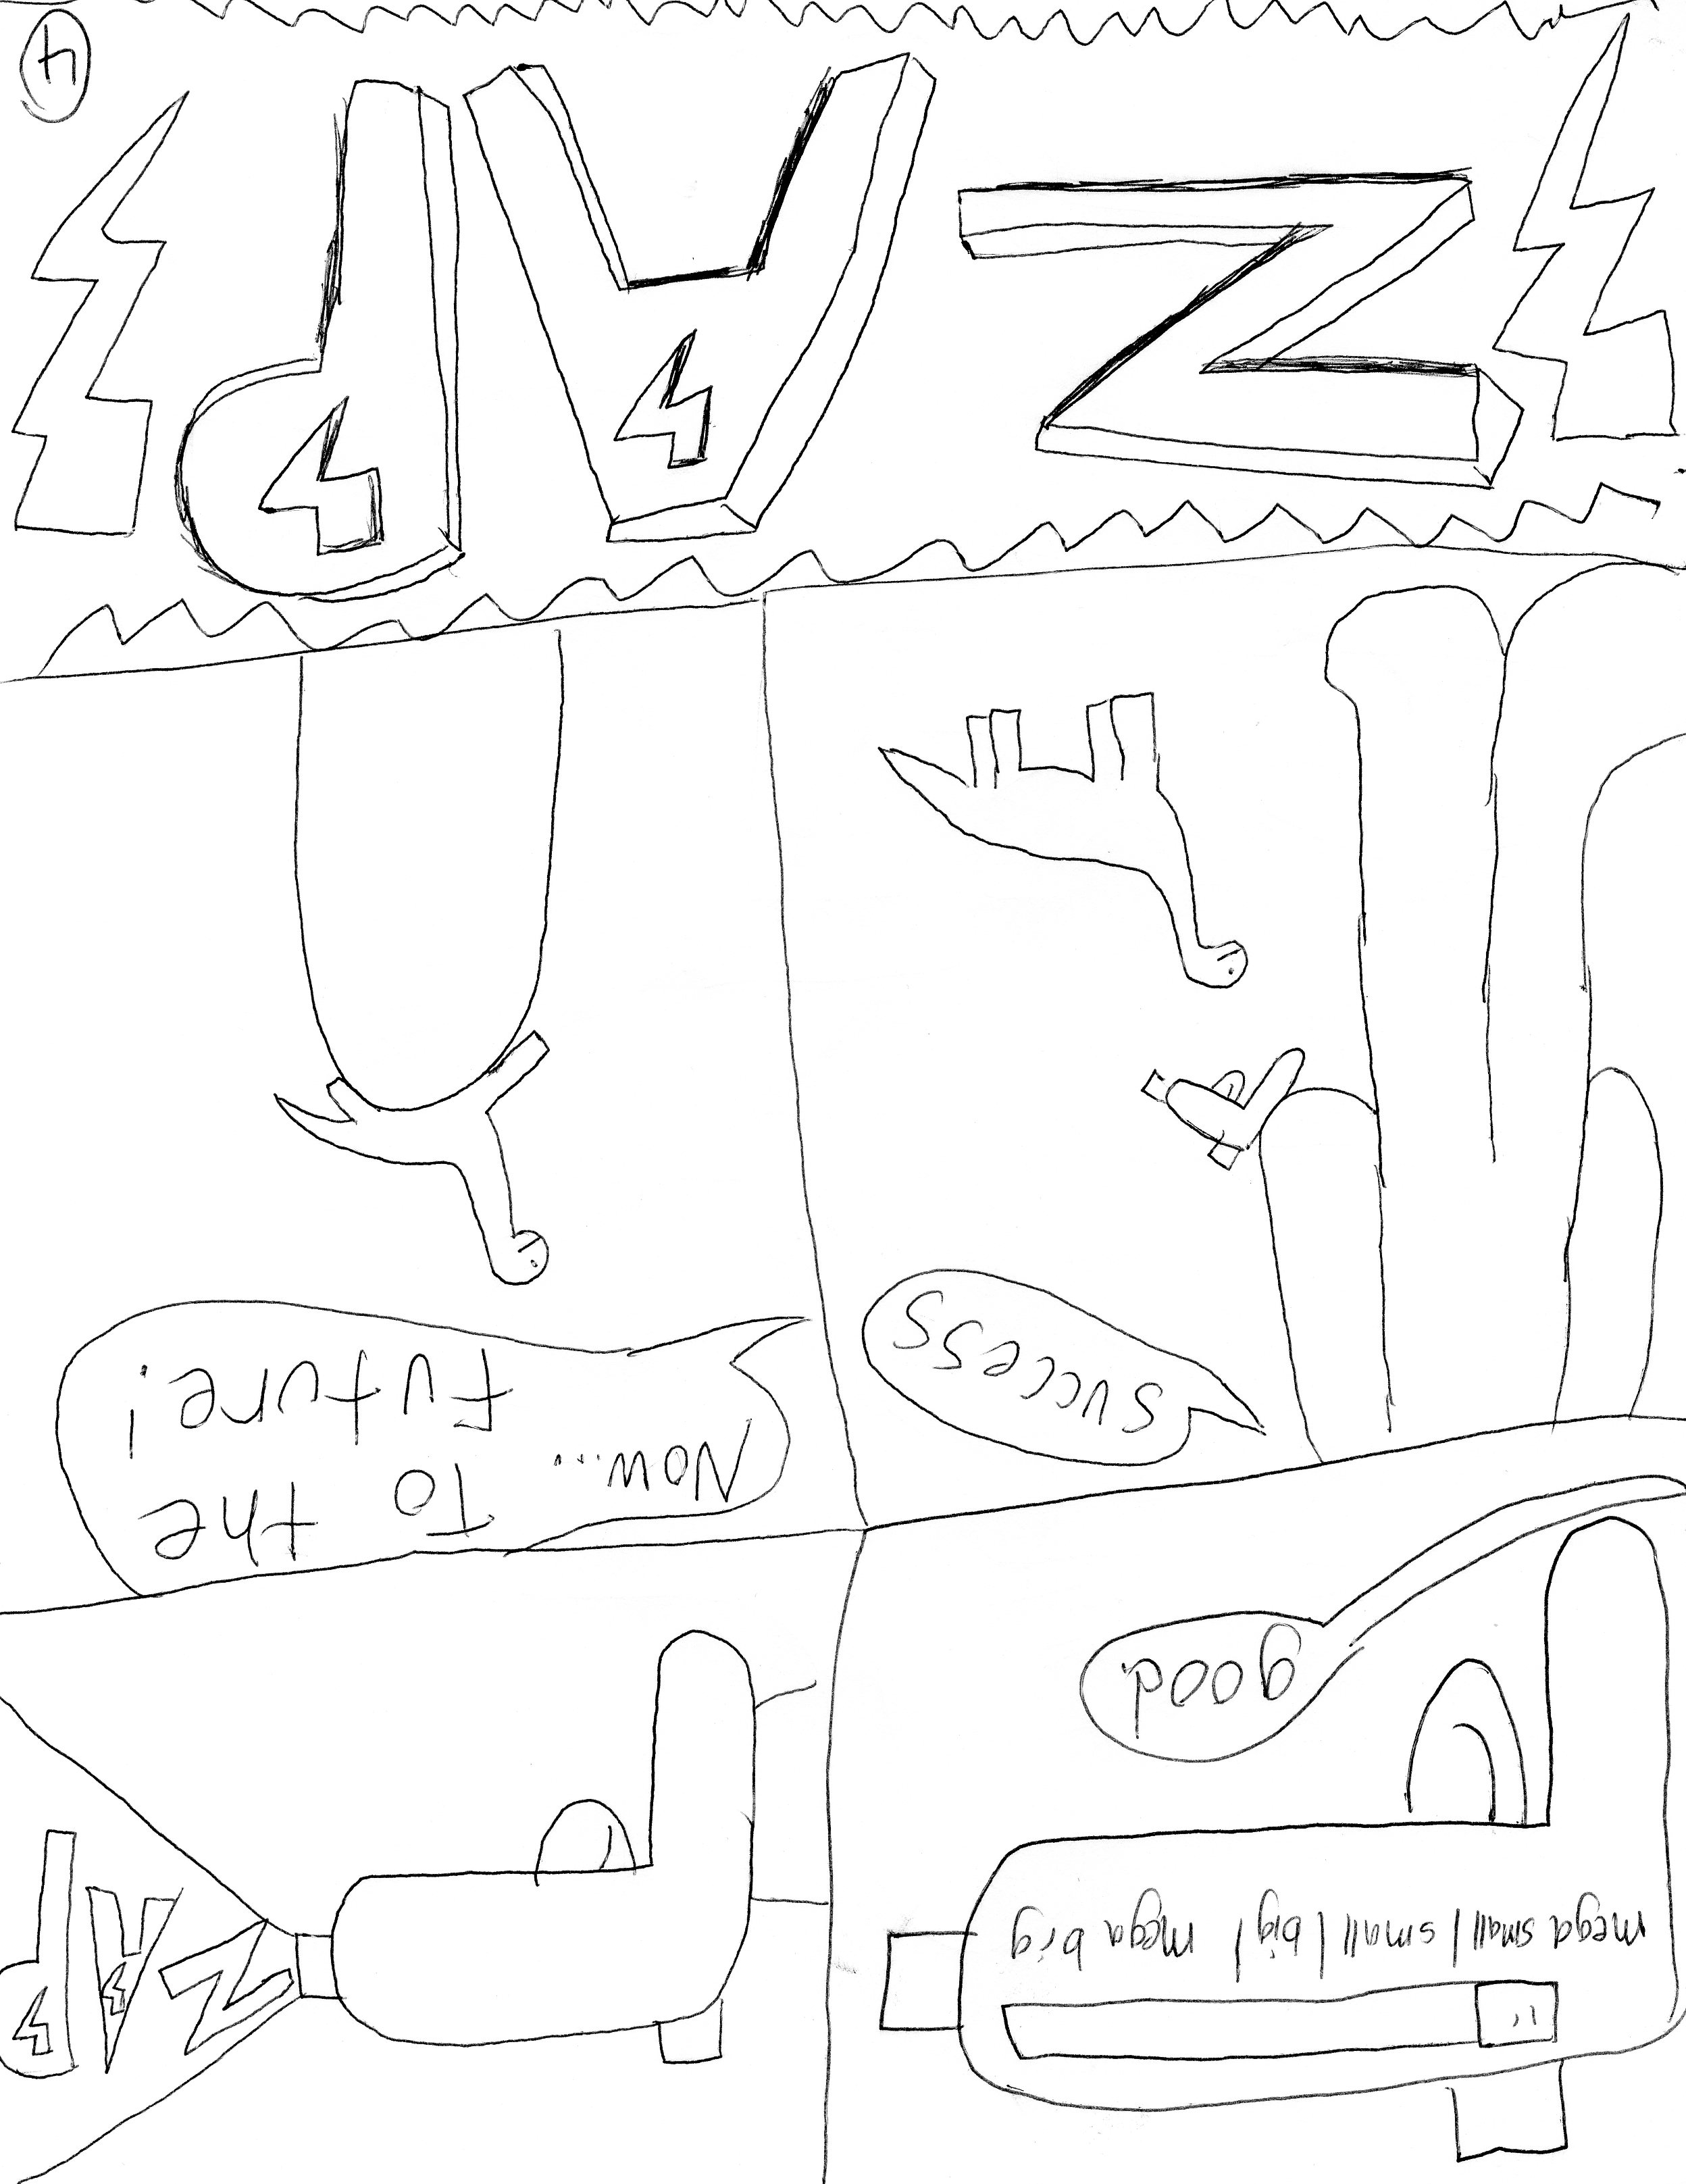 mega small | small | big | mega big
good.
ZAP
success
Now... To the
Future!
ZAP
4